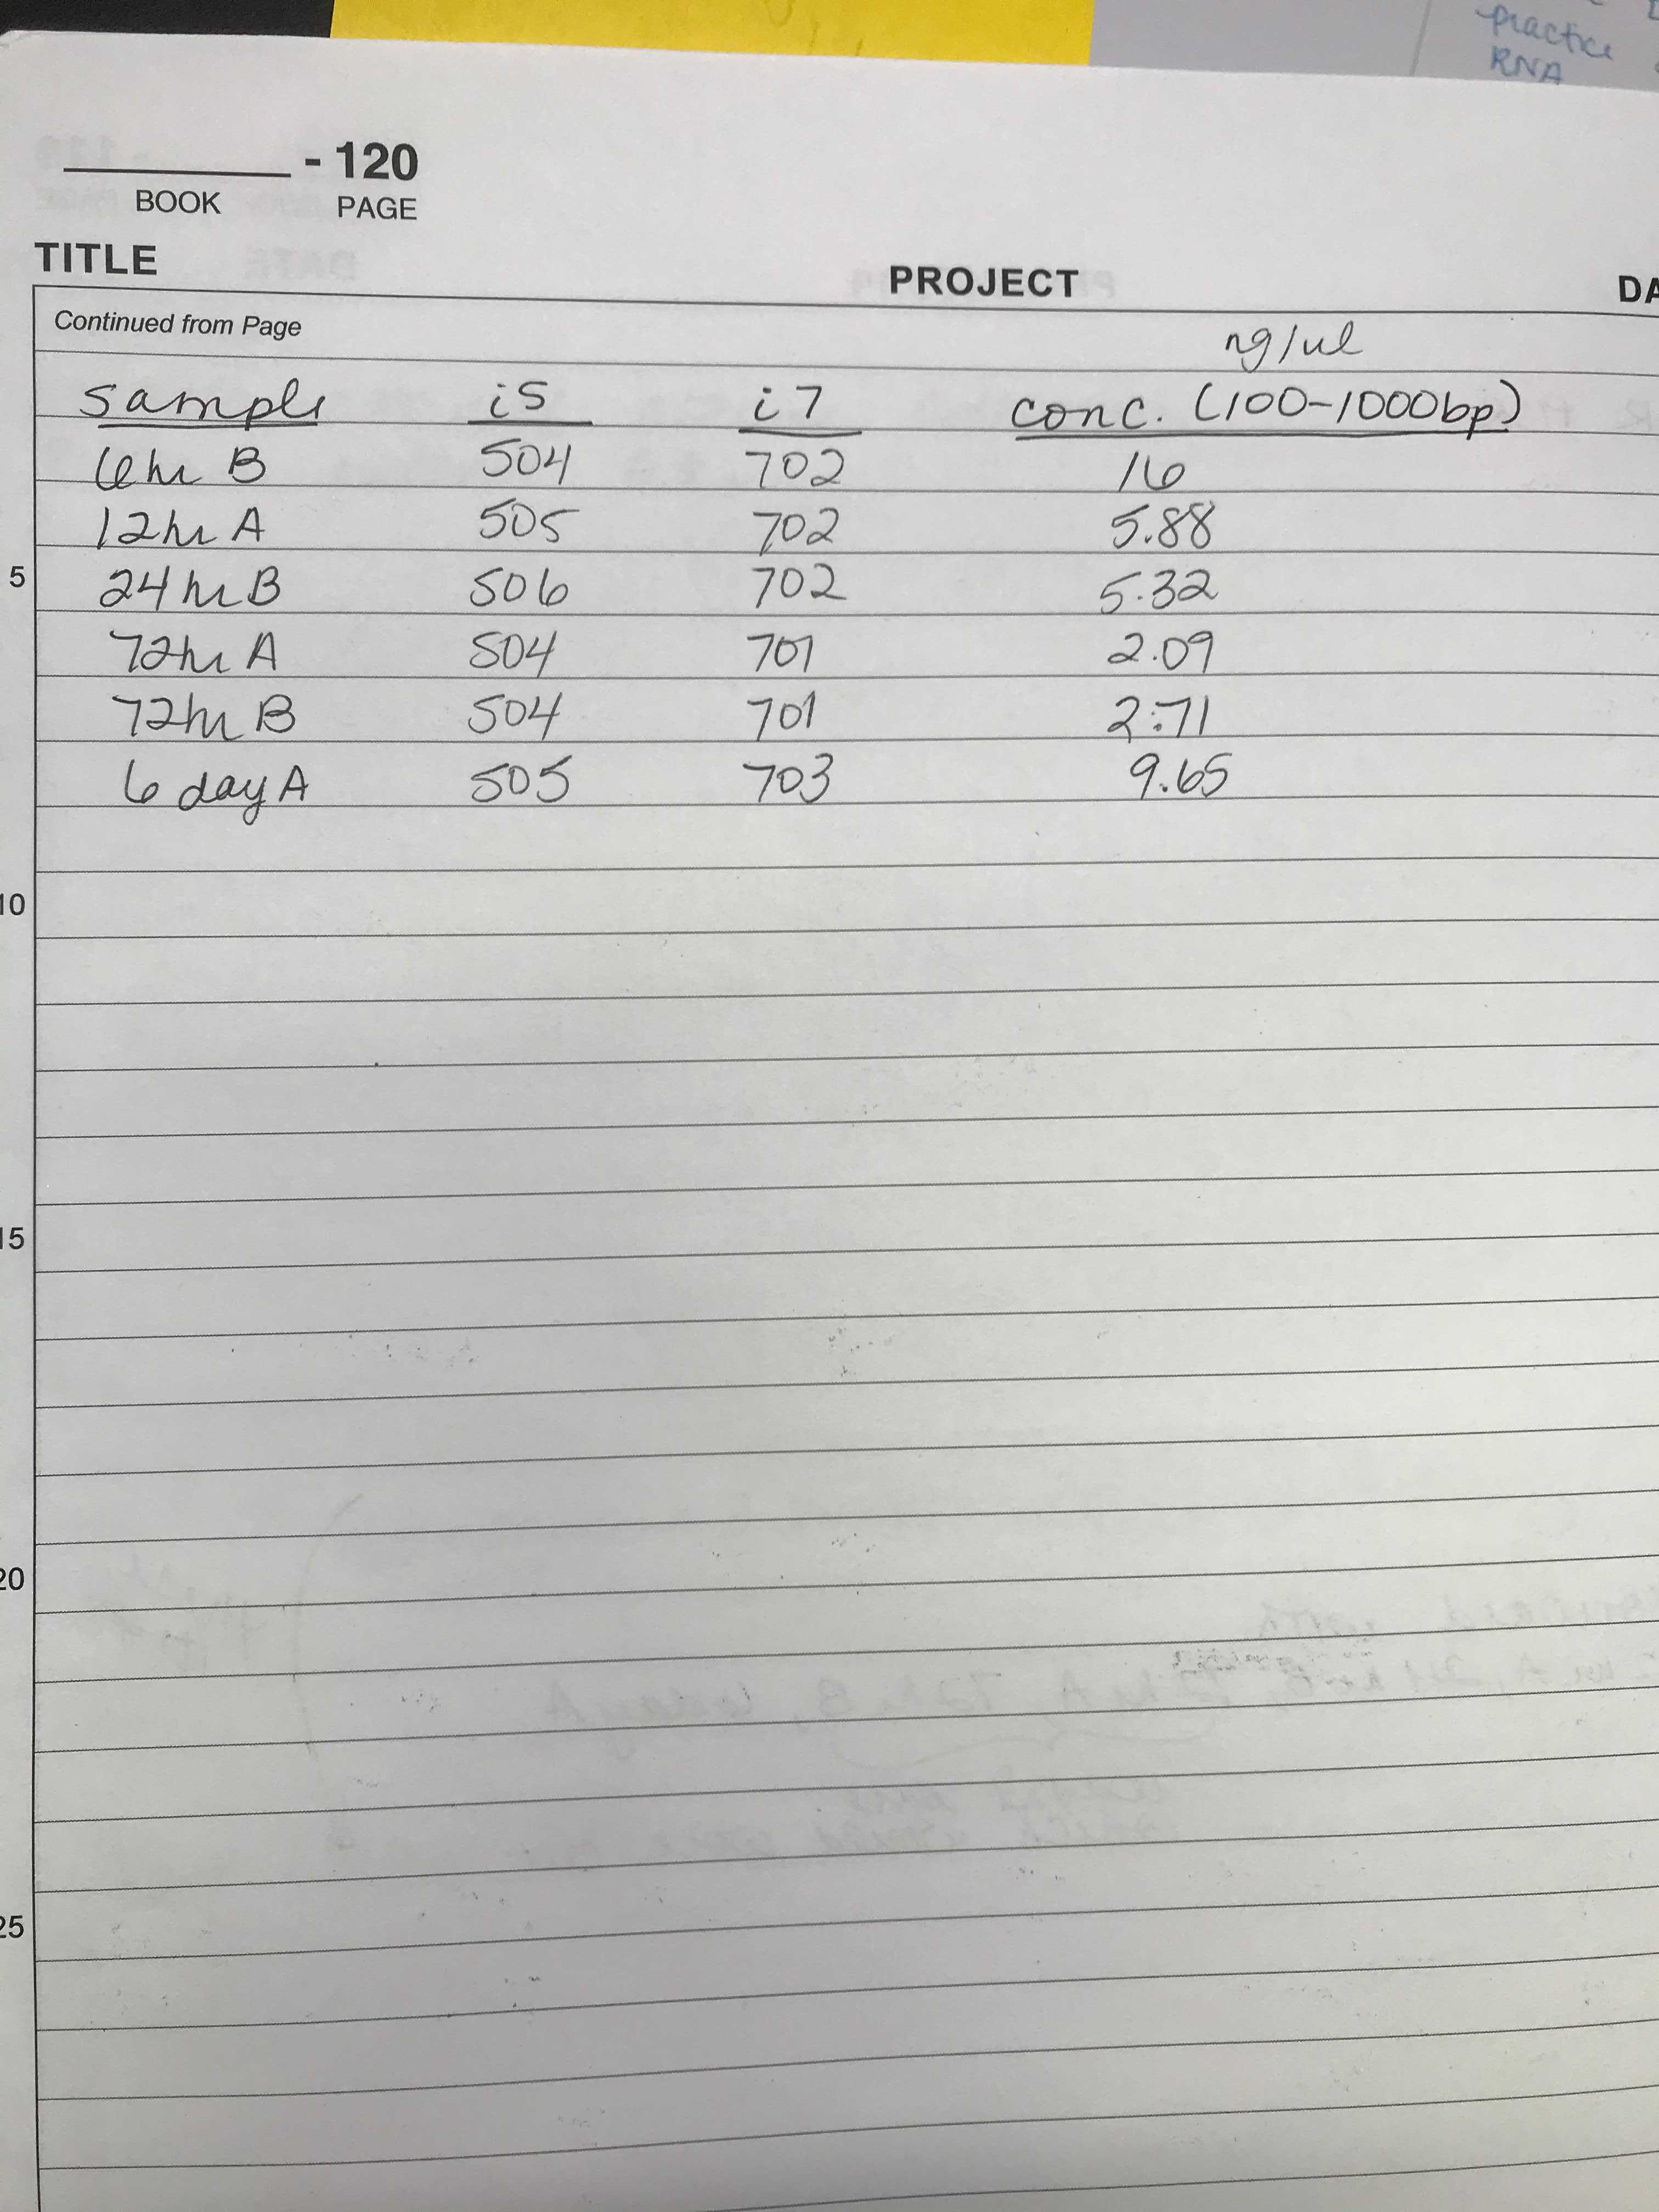 practice
RNA
- 120
BOOK PAGE
TITLE PROJECT DA
Continued from Page
ng/ul
sample i5 i7 conc. (100-1000bp)
6hr B 504 702 16
12hr A 505 702 5.88
5 24hr B 506 702 5.32
72hr A 504 701 2.09
72hr B 504 701 2.71
6 day A 505 703 9.65
10
15
20
25